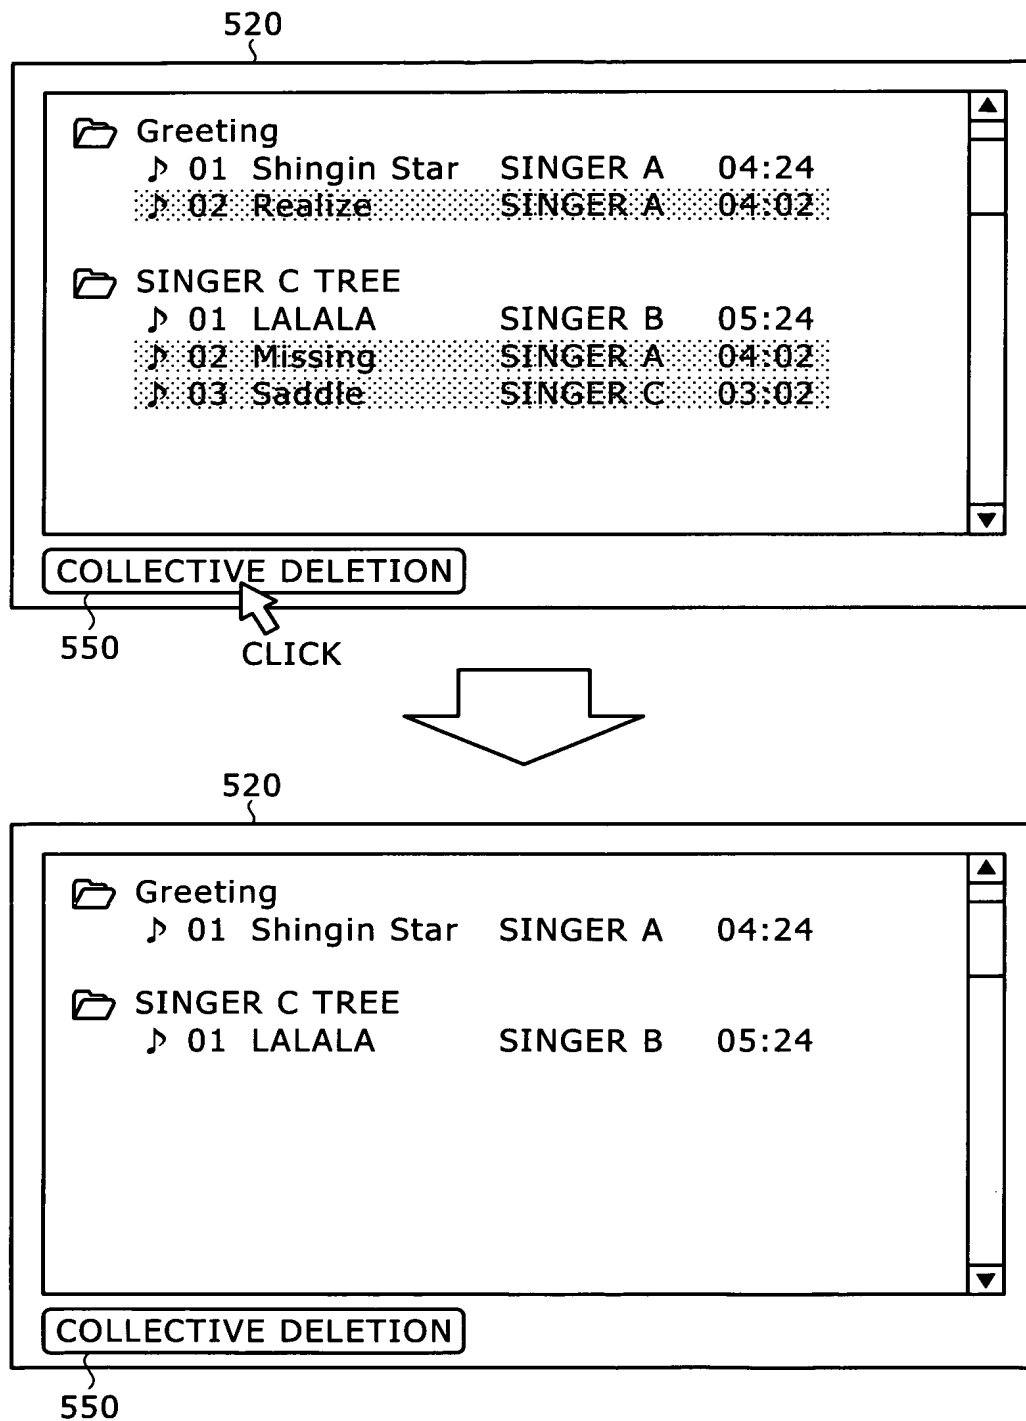 520
Greeting
♪ 01 Shingin Star SINGER A 04:24
♪ 02 Realize SINGER A 04:02
SINGER C TREE
♪ 01 LALALA SINGER B 05:24
♪ 02 Missing SINGER A 04:02
♪ 03 Saddle SINGER C 03:02
COLLECTIVE DELETION
550
CLICK
520
Greeting
♪ 01 Shingin Star SINGER A 04:24
SINGER C TREE
♪ 01 LALALA SINGER B 05:24
COLLECTIVE DELETION
550